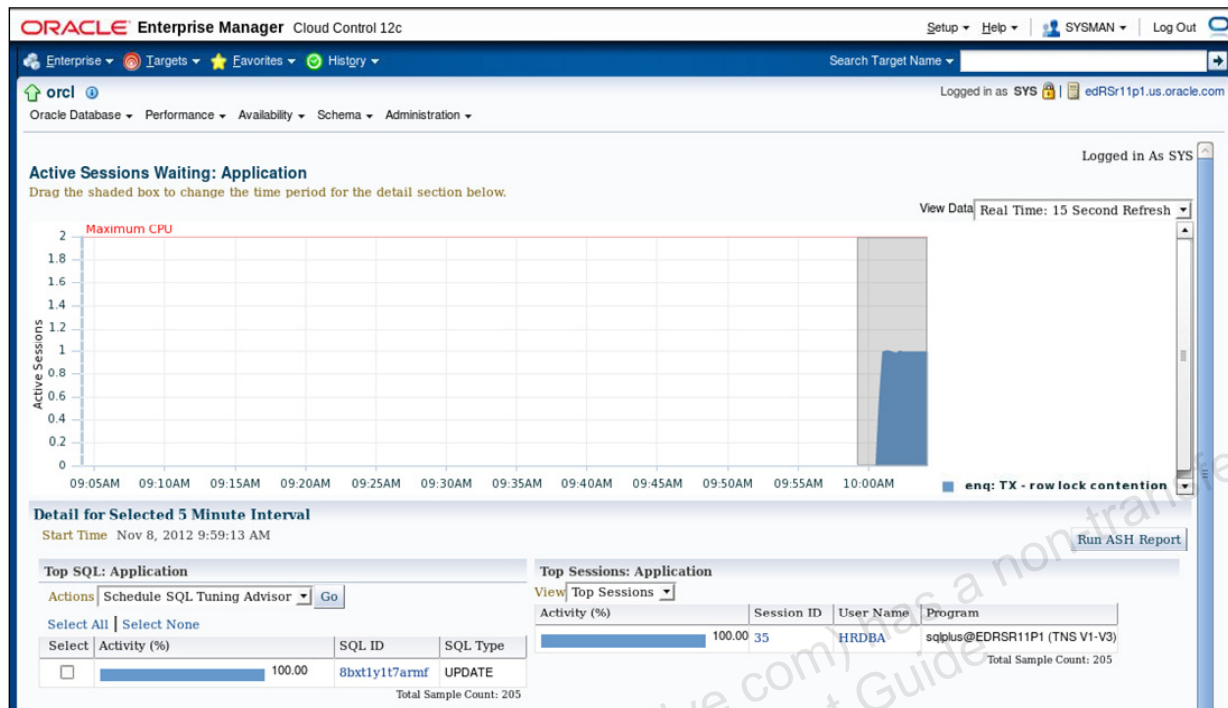 ORACLE Enterprise Manager Cloud Control 12c
Setup Help SYSMAN Log Out
Enterprise Targets Favorites History Search Target Name
orcl
Logged in as SYS edRSr11p1.us.oracle.com
Oracle Database Performance Availability Schema Administration
Logged in As SYS
Active Sessions Waiting: Application
Drag the shaded box to change the time period for the detail section below.
View Data Real Time: 15 Second Refresh
Maximum CPU
2
1.8
1.6
1.4
1.2
1
0.8
0.6
0.4
0.2
0
Active Sessions
09:05AM 09:10AM 09:15AM 09:20AM 09:25AM 09:30AM 09:35AM 09:40AM 09:45AM 09:50AM 09:55AM 10:00AM
enq: TX - row lock contention
Detail for Selected 5 Minute Interval
Start Time Nov 8, 2012 9:59:13 AM
Run ASH Report
Top SQL: Application
Actions Schedule SQL Tuning Advisor Go
Select All | Select None
Select Activity (%) SQL ID SQL Type
100.00 8bxt1y1t7armf UPDATE
Total Sample Count: 205
Top Sessions: Application
View Top Sessions
Activity (%) Session ID User Name Program
100.00 35 HRDBA sqlplus@EDRSR11P1 (TNS V1-V3)
Total Sample Count: 205
com) has a non-transfe
Guide